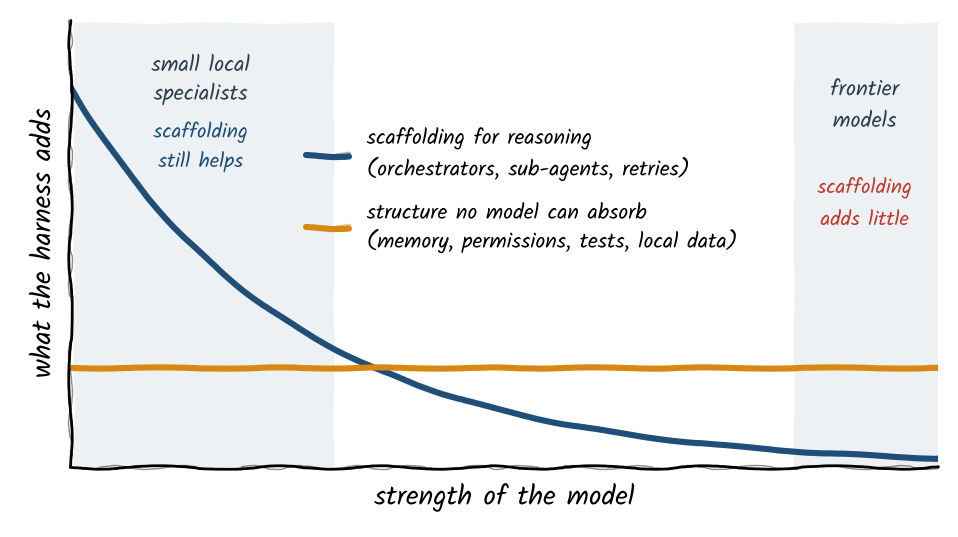 small local
specialists
scaffolding
still helps
scaffolding for reasoning
(orchestrators, sub-agents, retries)
structure no model can absorb
(memory, permissions, tests, local data)
frontier
models
scaffolding
adds little
what the harness adds
strength of the model